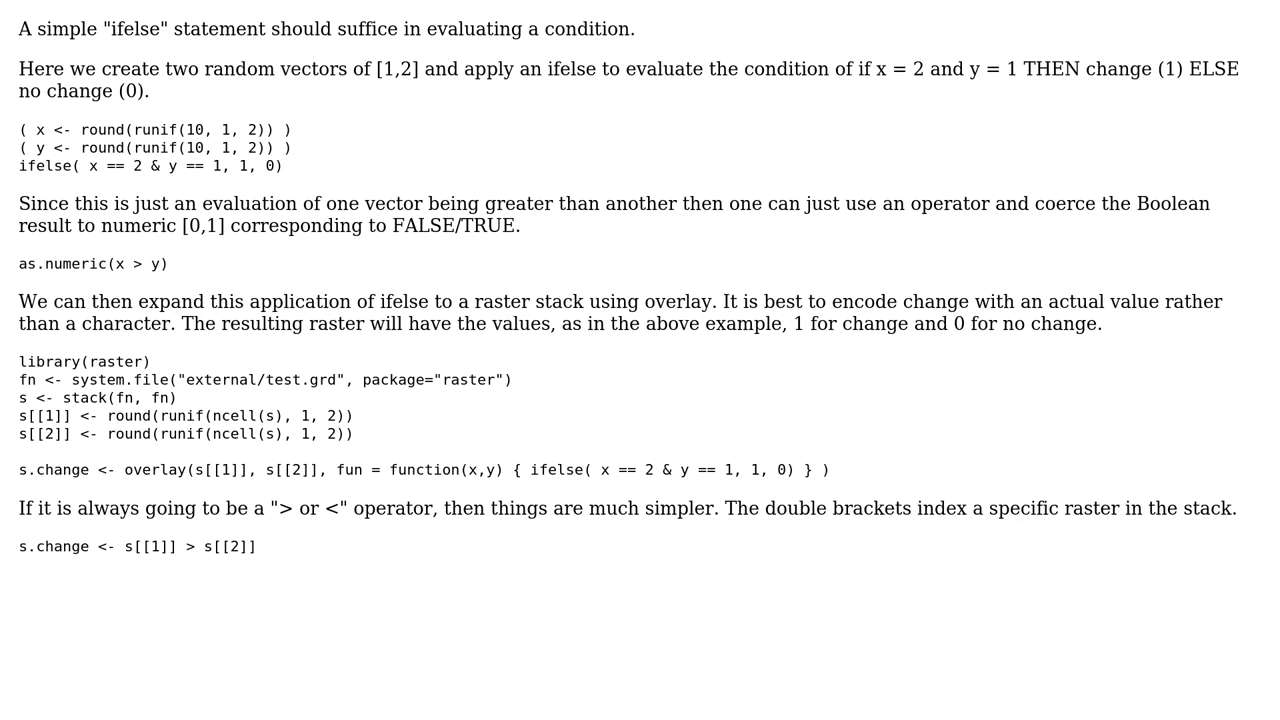 A simple "ifelse" statement should suffice in evaluating a condition.
Here we create two random vectors of [1,2] and apply an ifelse to evaluate the condition of if x = 2 and y = 1 THEN change (1) ELSE
no change (0).
( x <- round(runif(10, 1, 2)) )
( y <- round(runif(10, 1, 2)) )
ifelse( x == 2 & y == 1, 1, 0)
Since this is just an evaluation of one vector being greater than another then one can just use an operator and coerce the Boolean
result to numeric [0,1] corresponding to FALSE/TRUE.
as.numeric(x > y)
We can then expand this application of ifelse to a raster stack using overlay. It is best to encode change with an actual value rather
than a character. The resulting raster will have the values, as in the above example, 1 for change and 0 for no change.
library(raster)
fn <- system.file("external/test.grd", package="raster")
s <- stack(fn, fn)
s[[1]] <- round(runif(ncell(s), 1, 2))
s[[2]] <- round(runif(ncell(s), 1, 2))
s.change <- overlay(s[[1]], s[[2]], fun = function(x,y) { ifelse( x == 2 & y == 1, 1, 0) } )
If it is always going to be a "> or <" operator, then things are much simpler. The double brackets index a specific raster in the stack.
s.change <- s[[1]] > s[[2]]